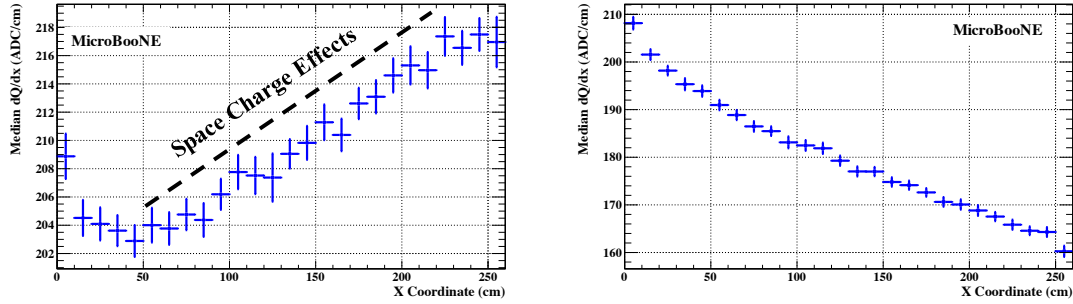 MicroBooNE
Space Charge Effects
Median dQ/dx (ADC/cm)
218
216
214
212
210
208
206
204
202
0 50 100 150 200 250
X Coordinate (cm)
MicroBooNE
Median dQ/dx (ADC/cm)
210
200
190
180
170
160
0 50 100 150 200 250
X Coordinate (cm)